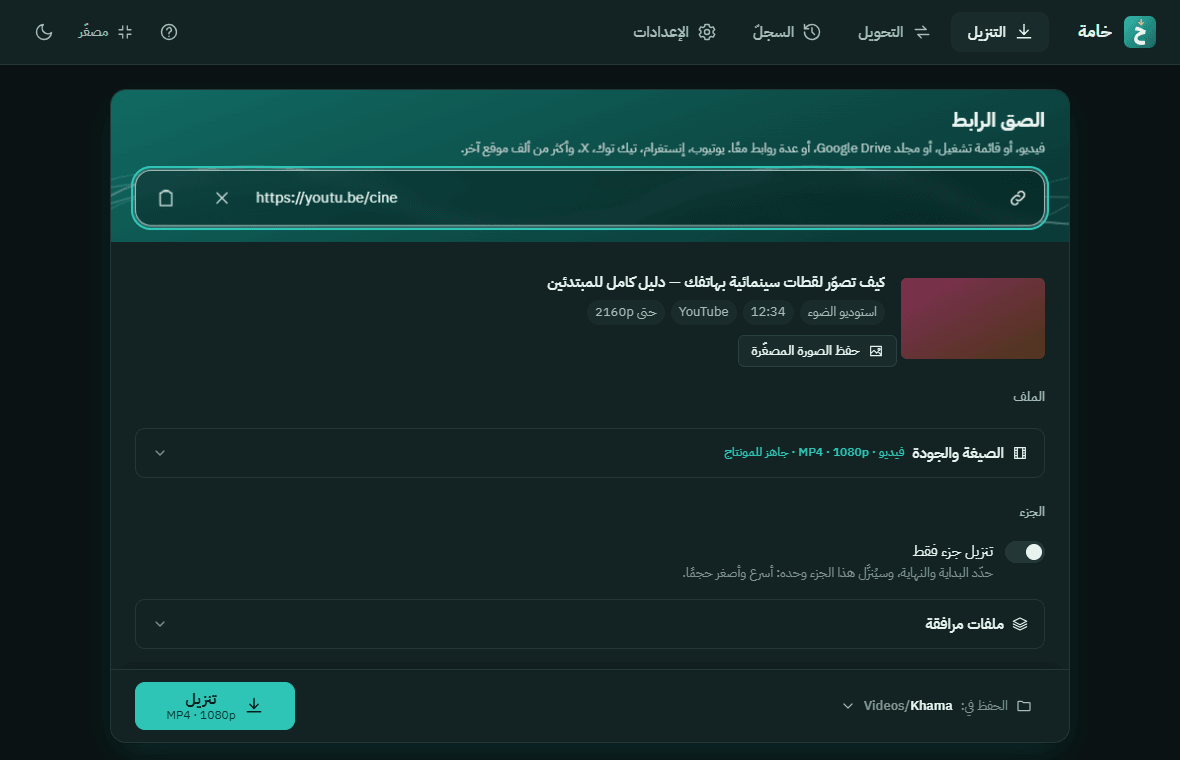 خامة
التنزيل
التحويل
السجلّ
الإعدادات
مصغّر
الصق الرابط
فيديو، أو قائمة تشغيل، أو مجلد Google Drive، أو عدة روابط معًا. يوتيوب، إنستغرام، تيك توك، X، وأكثر من ألف موقع آخر.
https://youtu.be/cine
كيف تصوّر لقطات سينمائية بهاتفك — دليل كامل للمبتدئين
استوديو الضوء 12:34 YouTube حتى 2160p
حفظ الصورة المصغّرة
الملف
الصيغة والجودة فيديو · MP4 · 1080p · جاهز للمونتاج
الجزء
تنزيل جزء فقط
حدّد البداية والنهاية، وسيُنزَّل هذا الجزء وحده: أسرع وأصغر حجمًا.
ملفات مرافقة
الحفظ في: Videos/Khama
تنزيل
MP4 · 1080p